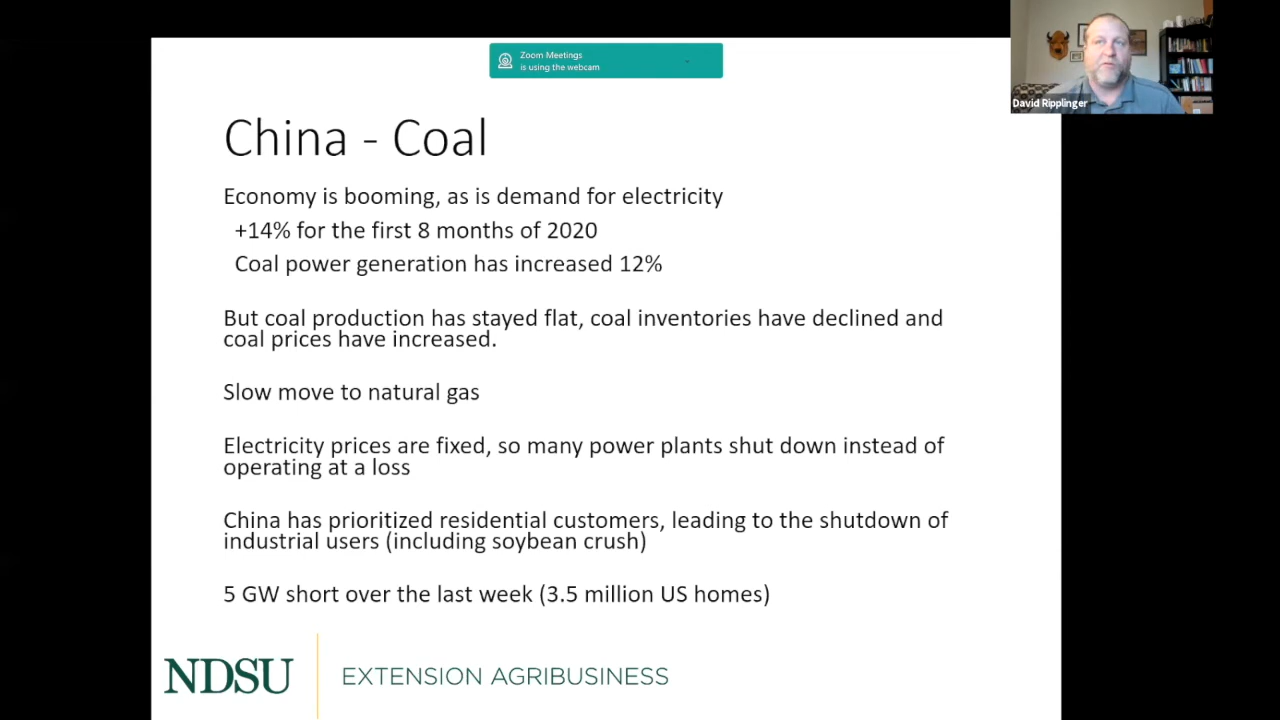 Zoom Meetings
is using the webcam
David Ripplinger
China - Coal
Economy is booming, as is demand for electricity
+14% for the first 8 months of 2020
Coal power generation has increased 12%
But coal production has stayed flat, coal inventories have declined and
coal prices have increased.
Slow move to natural gas
Electricity prices are fixed, so many power plants shut down instead of
operating at a loss
China has prioritized residential customers, leading to the shutdown of
industrial users (including soybean crush)
5 GW short over the last week (3.5 million US homes)
NDSU
EXTENSION AGRIBUSINESS